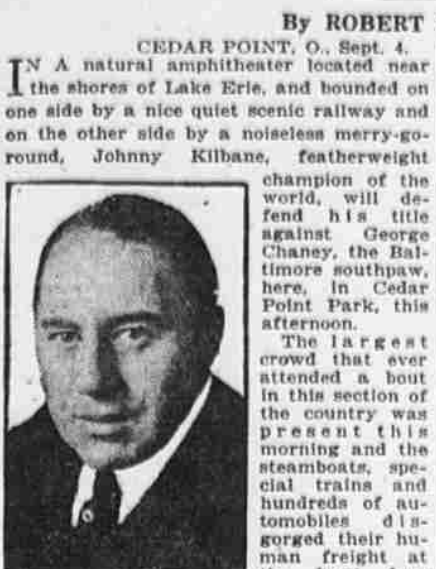 By ROBERT
CEDAR POINT, O., Sept. 4.
IN A natural amphitheater located near
the shores of Lake Erie, and bounded on
one side by a nice quiet scenic railway and
on the other side by a noiseless merry-go-
round, Johnny Kilbane, featherweight
champion of the
world, will de-
fend his title
against George
Chaney, the Bal-
timore southpaw,
here, in Cedar
Point Park, this
afternoon.
The largest
crowd that ever
attended a bout
in this section of
the country was
present this
morning and the
steamboats, spe-
cial trains and
hundreds of au-
tomobiles dis-
gorged their hu-
man freight at